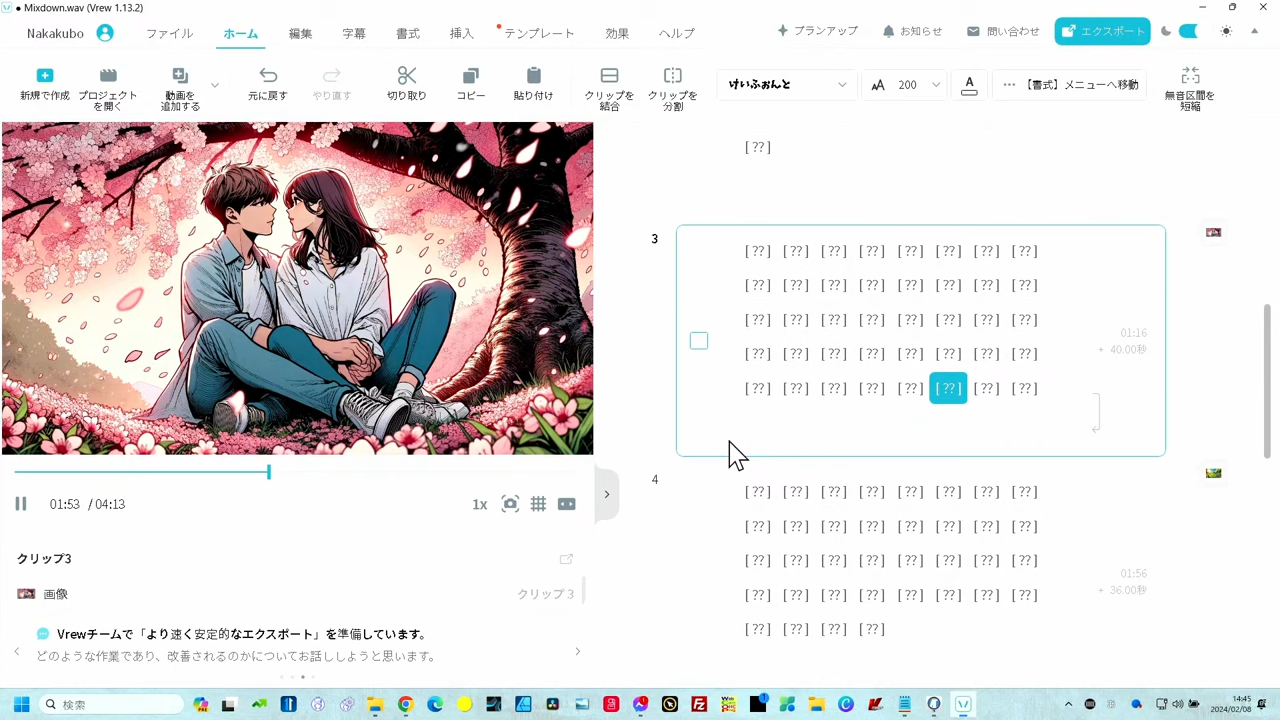 ● Mixdown.wav (Vrew 1.13.2)
Nakakubo ファイル ホーム 編集 字幕 書式 挿入 テンプレート 効果 ヘルプ プランアップ お知らせ 問い合わせ エクスポート
新規で作成 プロジェクトを開く 動画を追加する 元に戻す やり直す 切り取り コピー 貼り付け クリップを結合 クリップを分割 けいふぉんと 200 A ••• 【書式】メニューへ移動 無音区間を短縮
[??]
3
[??] [??] [??] [??] [??] [??] [??] [??]
[??] [??] [??] [??] [??] [??] [??] [??]
[??] [??] [??] [??] [??] [??] [??] [??]
01:16
+ 40.00秒
[??] [??] [??] [??] [??] [??] [??] [??]
[??] [??] [??] [??] [??] [??] [??] [??]
4
[??] [??] [??] [??] [??] [??] [??] [??]
[??] [??] [??] [??] [??] [??] [??] [??]
[??] [??] [??] [??] [??] [??] [??] [??]
01:56
+ 36.00秒
[??] [??] [??] [??] [??] [??] [??] [??]
[??] [??] [??] [??]
01:53 / 04:13 1x
クリップ3
画像 クリップ 3
Vrewチームで「より速く安定的なエクスポート」を準備しています。
どのような作業であり、改善されるのかについてお話ししようと思います。
検索
14:45
2024/02/08